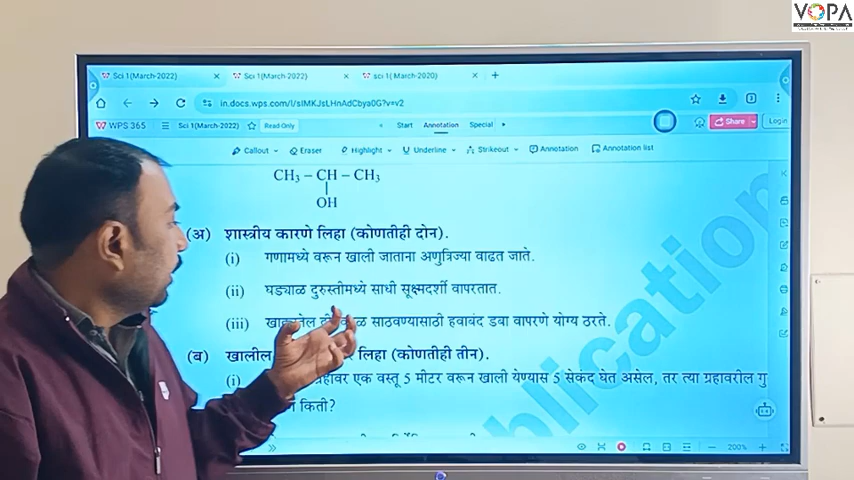 VOPA
Sci 1(March-2022) Sci 1(March-2022) sci 1( March-2020)
in.docs.wps.com/l/sIMKJsLHnAdCbya0G?v=v2
WPS 365 Sci 1(March-2022) Read-Only Start Annotation Special Share Login
Callout Eraser Highlight Underline Strikeout Annotation Annotation list
CH3 – CH – CH3
OH
(अ) शास्त्रीय कारणे लिहा (कोणतीही दोन).
(i) गणामध्ये वरून खाली जाताना अणुत्रिज्या वाढत जाते.
(ii) घड्याळ दुरुस्तीमध्ये साधी सूक्ष्मदर्शी वापरतात.
(iii) साठवण्यासाठी हवाबंद डबा वापरणे योग्य ठरते.
(ब) खालील लिहा (कोणतीही तीन).
(i) एक वस्तू 5 मीटर वरून खाली येण्यास 5 सेकंद घेत असेल, तर त्या ग्रहावरील
किती?
ublication
200%